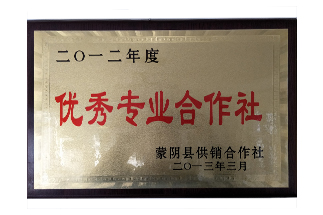 二〇一二年度
优秀专业合作社
蒙阴县供销合作社
二〇一三年三月